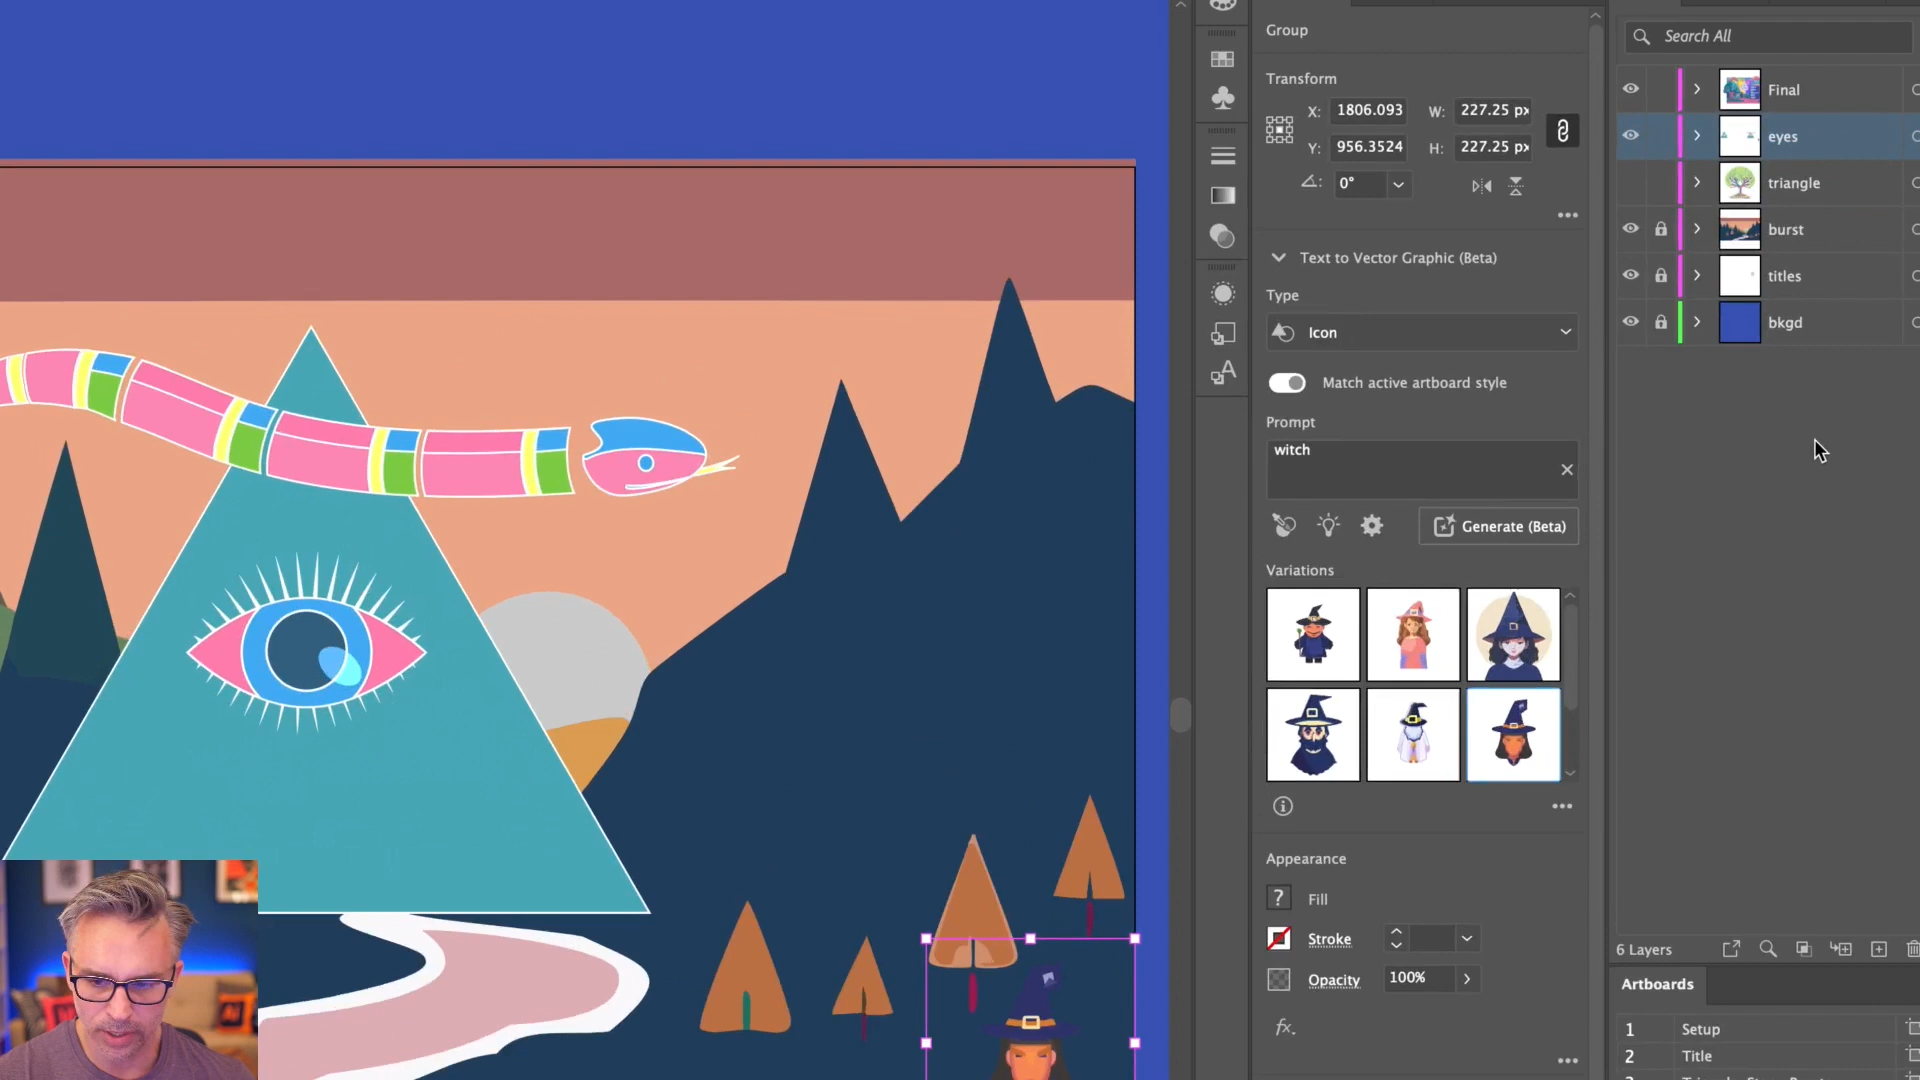 Group
Search All
Transform
Final
X: 1806.093 W: 227.25 px
eyes
Y: 956.3524 H: 227.25 px
0°
triangle
burst
Text to Vector Graphic (Beta)
titles
Type
Icon
bkgd
Match active artboard style
Prompt
witch
Generate (Beta)
Variations
Appearance
? Fill
Stroke
6 Layers
Opacity 100%
Artboards
fx.
1 Setup
2 Title